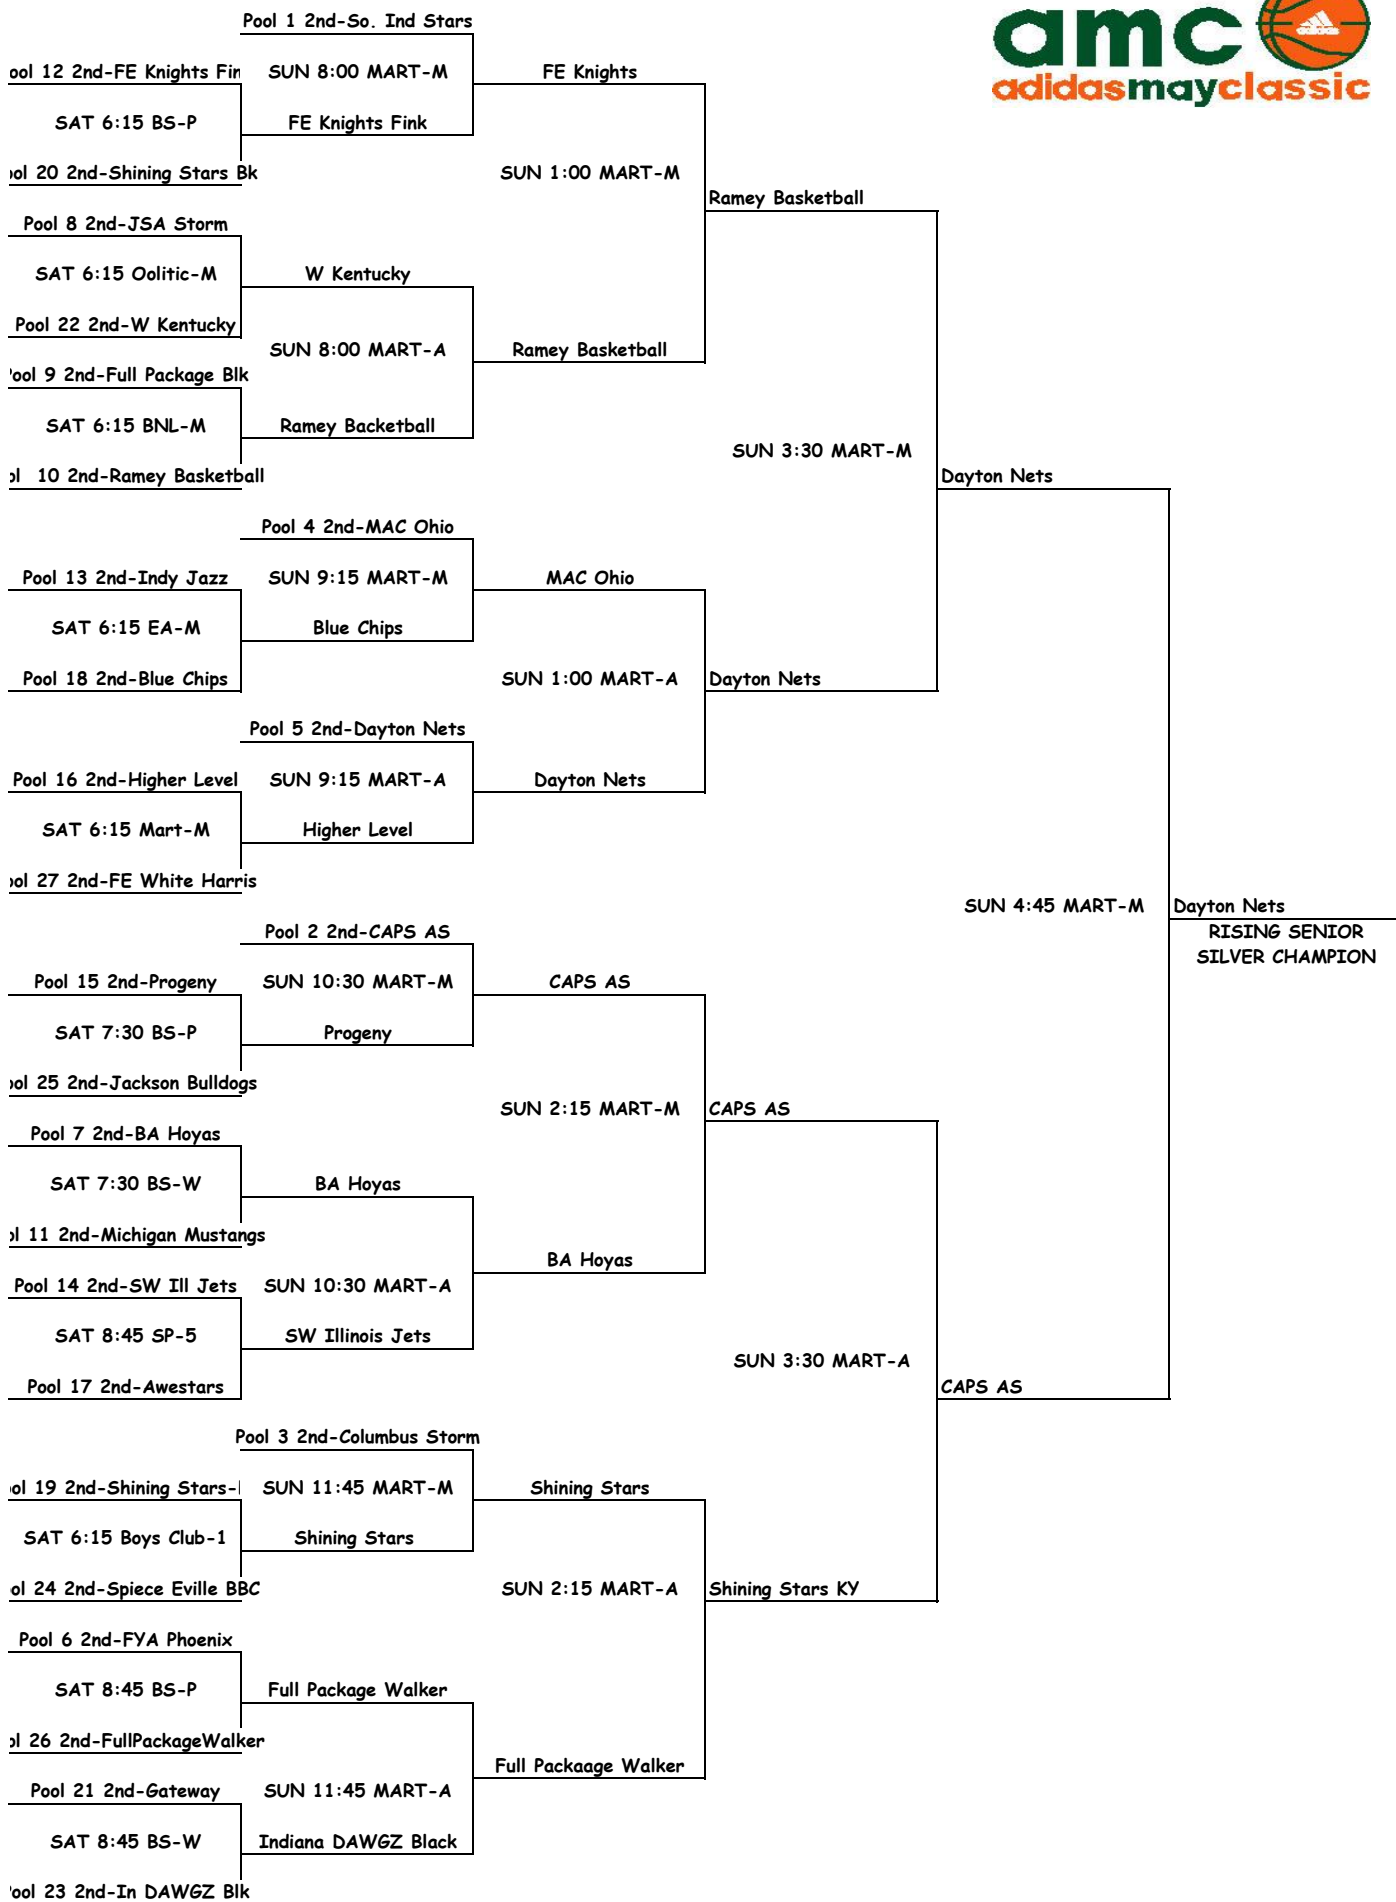 Pool 1 2nd-So. Ind Stars
amc
adidasmayclassic
ool 12 2nd-FE Knights Fin
SUN 8:00 MART-M
FE Knights
SAT 6:15 BS-P
FE Knights Fink
ool 20 2nd-Shining Stars Bk
SUN 1:00 MART-M
Ramey Basketball
Pool 8 2nd-JSA Storm
SAT 6:15 Oolitic-M
W Kentucky
Pool 22 2nd-W Kentucky
SUN 8:00 MART-A
Ramey Basketball
Pool 9 2nd-Full Package Blk
SAT 6:15 BNL-M
Ramey Backetball
SUN 3:30 MART-M
ol 10 2nd-Ramey Basketball
Dayton Nets
Pool 4 2nd-MAC Ohio
Pool 13 2nd-Indy Jazz
SUN 9:15 MART-M
MAC Ohio
SAT 6:15 EA-M
Blue Chips
Pool 18 2nd-Blue Chips
SUN 1:00 MART-A
Dayton Nets
Pool 5 2nd-Dayton Nets
Pool 16 2nd-Higher Level
SUN 9:15 MART-A
Dayton Nets
SAT 6:15 Mart-M
Higher Level
ool 27 2nd-FE White Harris
SUN 4:45 MART-M
Dayton Nets
RISING SENIOR
SILVER CHAMPION
Pool 2 2nd-CAPS AS
Pool 15 2nd-Progeny
SUN 10:30 MART-M
CAPS AS
SAT 7:30 BS-P
Progeny
ool 25 2nd-Jackson Bulldogs
SUN 2:15 MART-M
CAPS AS
Pool 7 2nd-BA Hoyas
SAT 7:30 BS-W
BA Hoyas
ol 11 2nd-Michigan Mustangs
BA Hoyas
Pool 14 2nd-SW Ill Jets
SUN 10:30 MART-A
SAT 8:45 SP-5
SW Illinois Jets
SUN 3:30 MART-A
Pool 17 2nd-Awestars
CAPS AS
Pool 3 2nd-Columbus Storm
ool 19 2nd-Shining Stars-
SUN 11:45 MART-M
Shining Stars
SAT 6:15 Boys Club-1
Shining Stars
ol 24 2nd-Spiece Eville BBC
SUN 2:15 MART-A
Shining Stars KY
Pool 6 2nd-FYA Phoenix
SAT 8:45 BS-P
Full Package Walker
ol 26 2nd-FullPackageWalker
Full Packaage Walker
Pool 21 2nd-Gateway
SUN 11:45 MART-A
SAT 8:45 BS-W
Indiana DAWGZ Black
Pool 23 2nd-In DAWGZ Blk